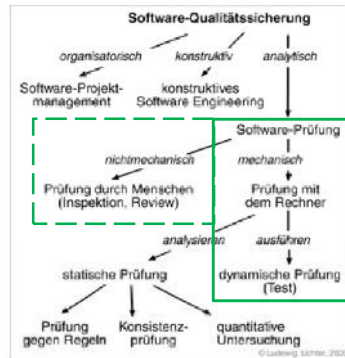 Software-Qualitätssicherung
organisatorisch konstruktiv analytisch
Software-Projekt-
management
konstruktives
Software Engineering
Software-Prüfung
nichtmechanisch mechanisch
Prüfung durch Menschen
(Inspektion, Review)
Prüfung mit
dem Rechner
analysieren ausführen
statische Prüfung
dynamische Prüfung
(Test)
Prüfung
gegen Regeln
Konsistenz-
prüfung
quantitative
Untersuchung
© Ludewig, Lichter,